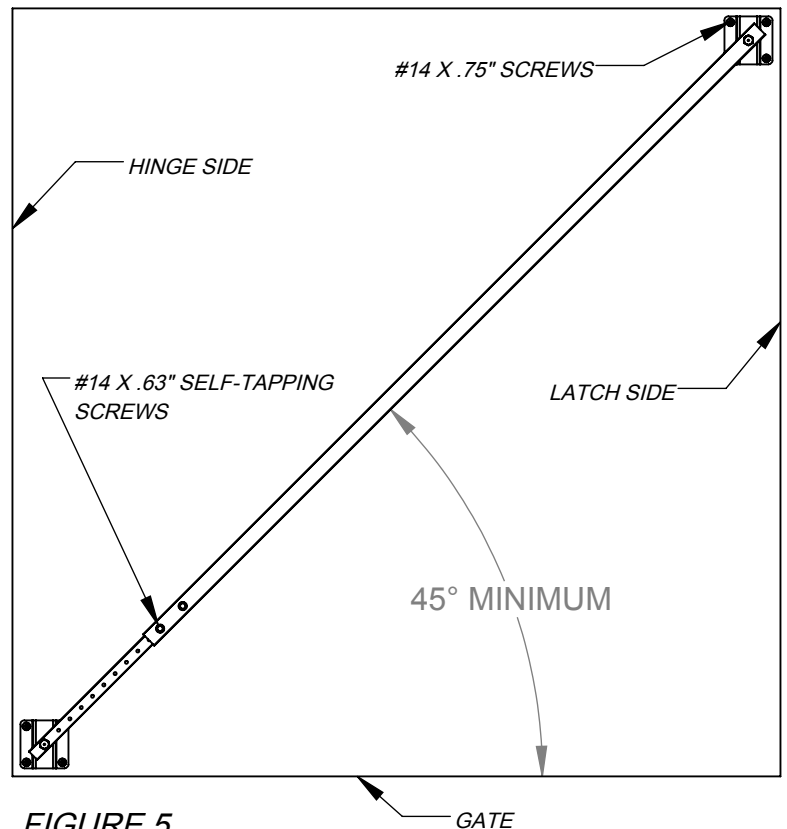 #14 X .75" SCREWS
HINGE SIDE
#14 X .63" SELF-TAPPING
SCREWS
LATCH SIDE
45° MINIMUM
GATE
FIGURE 5